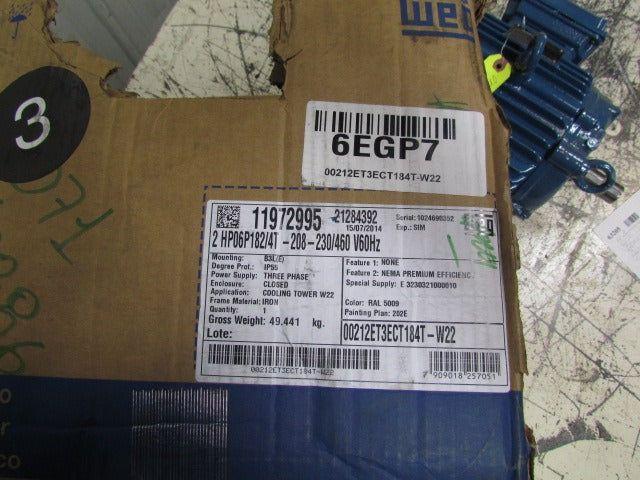 weg
3
6EGP7
00212ET3ECT184T-W22
11972995 21284392
15/07/2014
Serial: 1024698352
Exp.: SIM
2 HP06P182/4T - 208-230/460 V60Hz
Mounting: B3L(E)
Degree Prot.: IP55
Power Supply: THREE PHASE
Enclosure: CLOSED
Application: COOLING TOWER W22
Frame Material: IRON
Quantity: 1
Gross Weight: 49.441 kg.
Lote:
Feature 1: NONE
Feature 2: NEMA PREMIUM EFFICIENC
Special Supply: E 3230321000010
Color: RAL 5009
Painting Plan: 202E
00212ET3ECT184T-W22
00212ET3ECT184T-W22
7 909018 257051